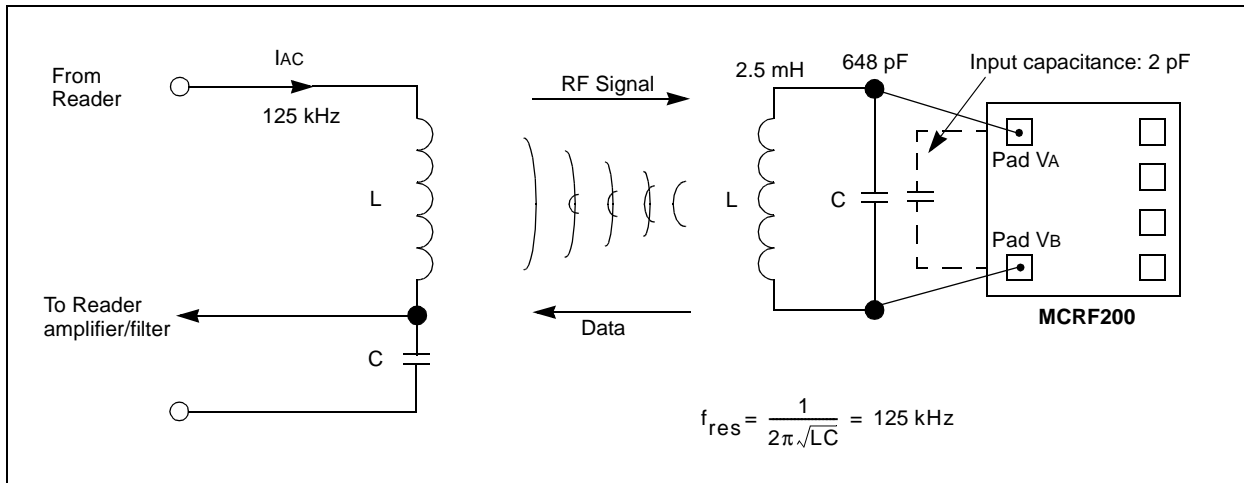 From
Reader
IAC
125 kHz
L
To Reader
amplifier/filter
C
RF Signal
Data
2.5 mH
648 pF
Input capacitance: 2 pF
L
C
Pad VA
Pad VB
MCRF200
fres = 1 / 2π√LC = 125 kHz